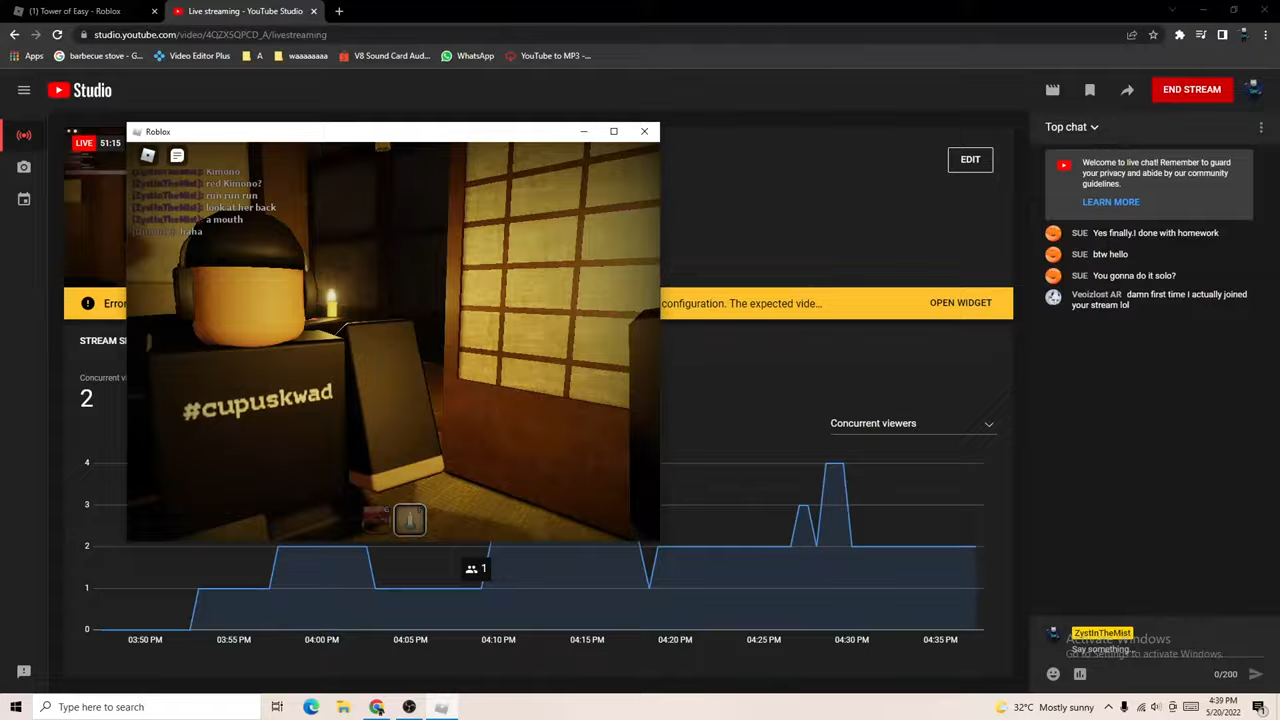 (1) Tower of Easy - Roblox
Live streaming - YouTube Studio
studio.youtube.com/video/4QZXSQPCD_A/livestreaming
Apps
barbecue stove - G...
Video Editor Plus
A
waaaaaaa
V8 Sound Card Aud...
WhatsApp
YouTube to MP3 -...
Studio
END STREAM
LIVE 51:15
Roblox
[ZystInTheMist]: Kimono
[ZystInTheMist]: red Kimono?
[ZystInTheMist]: run run run
[ZystInTheMist]: look at her back
[ZystInTheMist]: a mouth
haha
#cupuskwad
EDIT
Error
configuration. The expected vide...
OPEN WIDGET
STREAM
Concurrent vi
2
Concurrent viewers
4
3
2
1
0
1
03:50 PM 03:55 PM 04:00 PM 04:05 PM 04:10 PM 04:15 PM 04:20 PM 04:25 PM 04:30 PM 04:35 PM
Top chat
Welcome to live chat! Remember to guard
your privacy and abide by our community
guidelines.
LEARN MORE
SUE Yes finally.I done with homework
SUE btw hello
SUE You gonna do it solo?
Veoizlost AR damn first time I actually joined
your stream lol
ZystInTheMist
Say something...
Activate Windows
Go to Settings to activate Windows.
0/200
Type here to search
32°C Mostly sunny
4:39 PM
5/20/2022